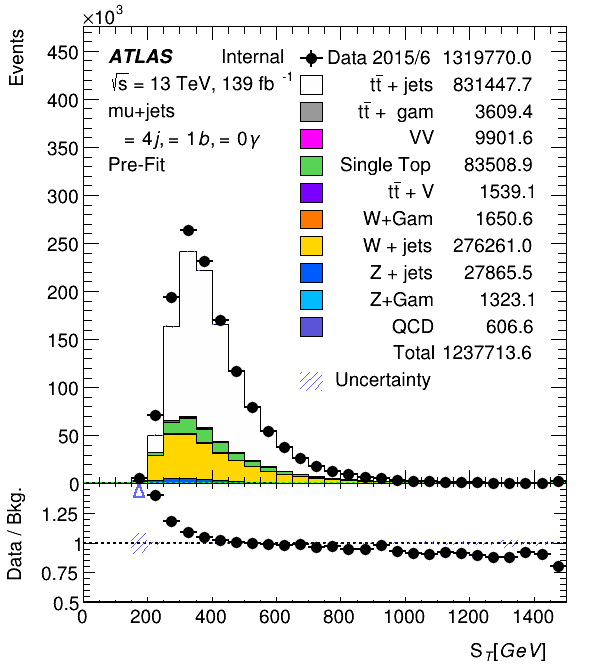 ×10³
Events
450
400
350
300
250
200
150
100
50
0
ATLAS Internal
√s = 13 TeV, 139 fb⁻¹
mu+jets
= 4j, = 1b, = 0γ
Pre-Fit
Data 2015/6 1319770.0
tt̄ + jets 831447.7
tt̄ + gam 3609.4
VV 9901.6
Single Top 83508.9
tt̄ + V 1539.1
W+Gam 1650.6
W + jets 276261.0
Z + jets 27865.5
Z+Gam 1323.1
QCD 606.6
Total 1237713.6
Uncertainty
Data / Bkg.
1.25
1
0.75
0.5
0 200 400 600 800 1000 1200 1400
S_T[GeV]